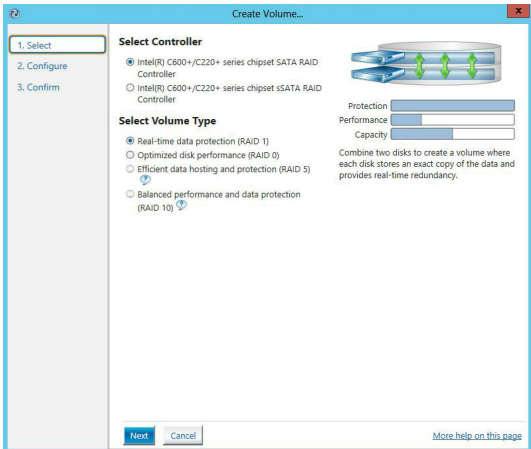 Create Volume...
x
1. Select
2. Configure
3. Confirm
Select Controller
Intel(R) C600+/C220+ series chipset SATA RAID
Controller
Intel(R) C600+/C220+ series chipset sSATA RAID
Controller
Select Volume Type
Real-time data protection (RAID 1)
Optimized disk performance (RAID 0)
Efficient data hosting and protection (RAID 5)
?
Balanced performance and data protection
(RAID 10) ?
Protection
Performance
Capacity
Combine two disks to create a volume where
each disk stores an exact copy of the data and
provides real-time redundancy.
Next
Cancel
More help on this page